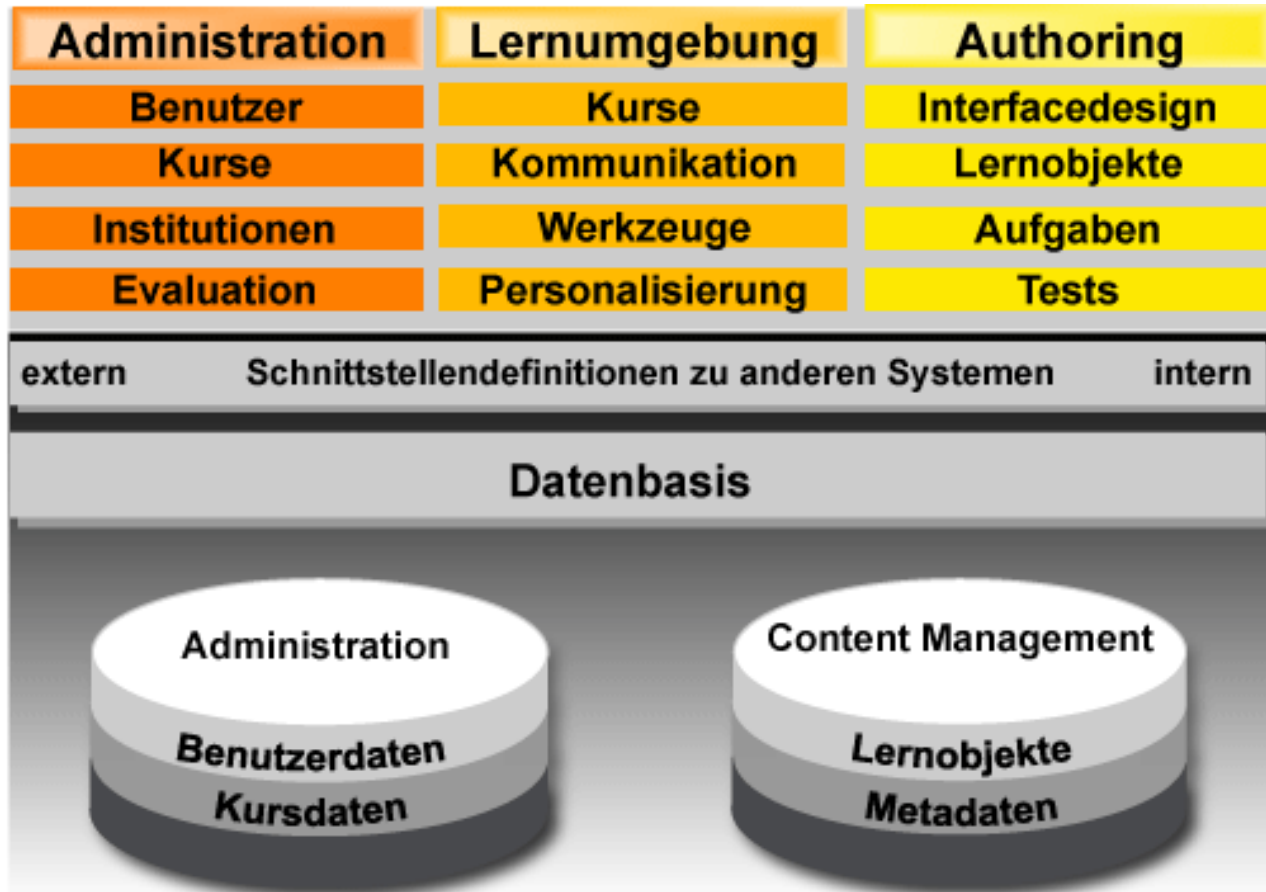 Administration Lernumgebung Authoring
Benutzer Kurse Interfacedesign
Kurse Kommunikation Lernobjekte
Institutionen Werkzeuge Aufgaben
Evaluation Personalisierung Tests
extern Schnittstellendefinitionen zu anderen Systemen intern
Datenbasis
Administration Content Management
Benutzerdaten Lernobjekte
Kursdaten Metadaten